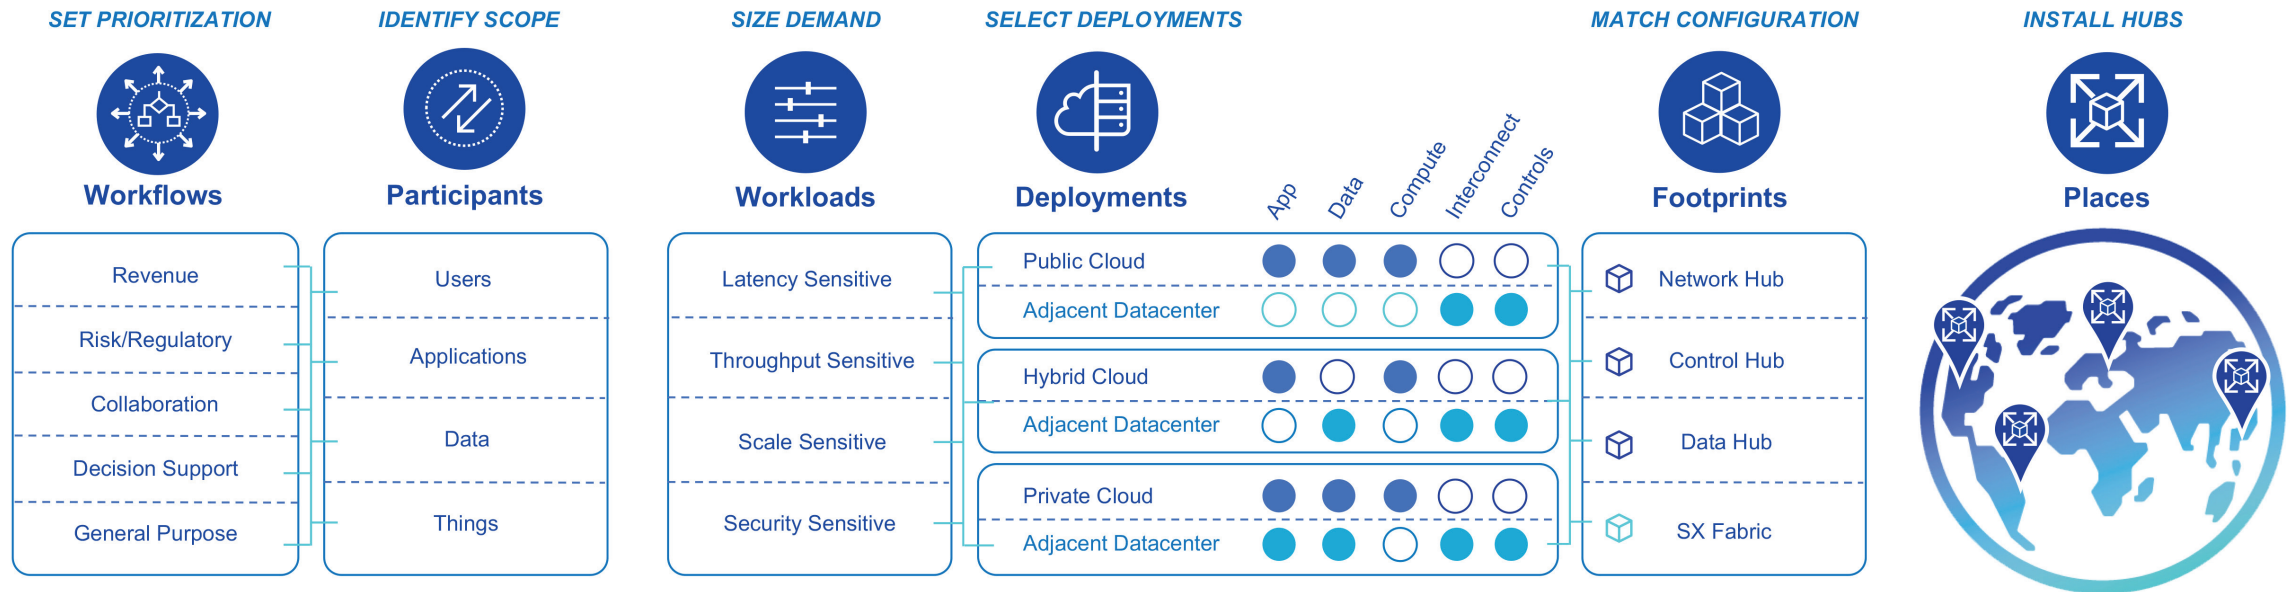 SET PRIORITIZATION
IDENTIFY SCOPE
SIZE DEMAND
SELECT DEPLOYMENTS
MATCH CONFIGURATION
INSTALL HUBS
Workflows
Participants
Workloads
Deployments
App
Data
Compute
Interconnect
Controls
Footprints
Places
Revenue
Risk/Regulatory
Collaboration
Decision Support
General Purpose
Users
Applications
Data
Things
Latency Sensitive
Throughput Sensitive
Scale Sensitive
Security Sensitive
Public Cloud
Adjacent Datacenter
Hybrid Cloud
Adjacent Datacenter
Private Cloud
Adjacent Datacenter
Network Hub
Control Hub
Data Hub
SX Fabric